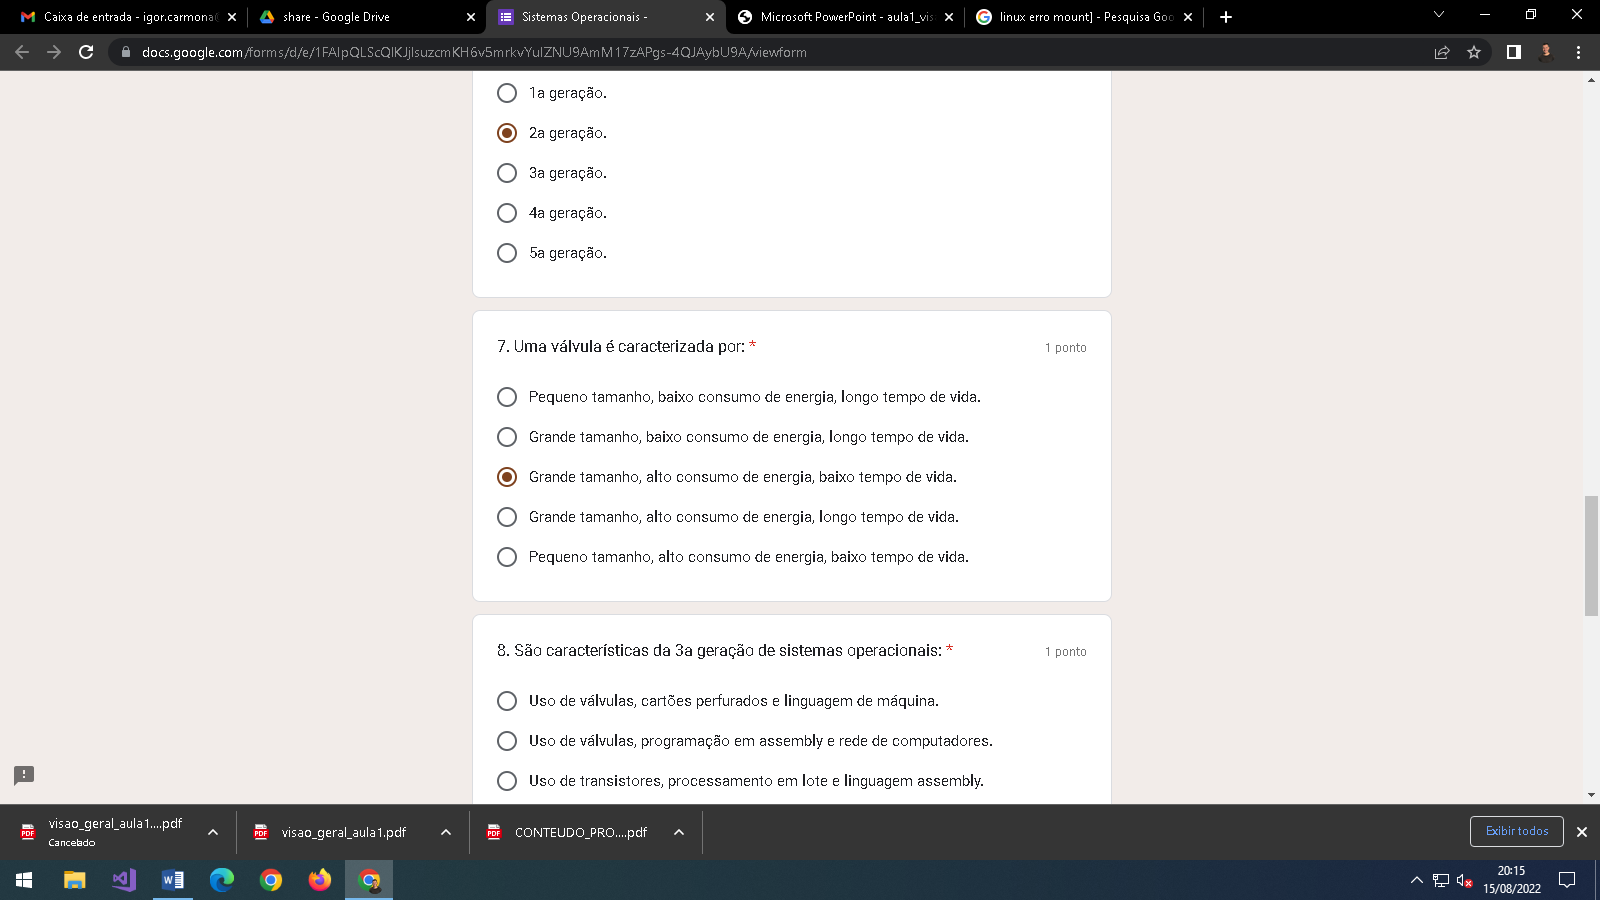 Caixa de entrada - igor.carmona
share - Google Drive
Sistemas Operacionais -
Microsoft PowerPoint - aula1_vis
linux erro mount] - Pesquisa Goo
docs.google.com/forms/d/e/
1a geração.
2a geração.
3a geração.
4a geração.
5a geração.
7. Uma válvula é caracterizada por: *
1 ponto
Pequeno tamanho, baixo consumo de energia, longo tempo de vida.
Grande tamanho, baixo consumo de energia, longo tempo de vida.
Grande tamanho, alto consumo de energia, baixo tempo de vida.
Grande tamanho, alto consumo de energia, longo tempo de vida.
Pequeno tamanho, alto consumo de energia, baixo tempo de vida.
8. São características da 3a geração de sistemas operacionais: *
1 ponto
Uso de válvulas, cartões perfurados e linguagem de máquina.
Uso de válvulas, programação em assembly e rede de computadores.
Uso de transistores, processamento em lote e linguagem assembly.
visao_geral_aula1....pdf
Cancelado
visao_geral_aula1.pdf
CONTEUDO_PRO....pdf
Exibir todos
20:15
15/08/2022